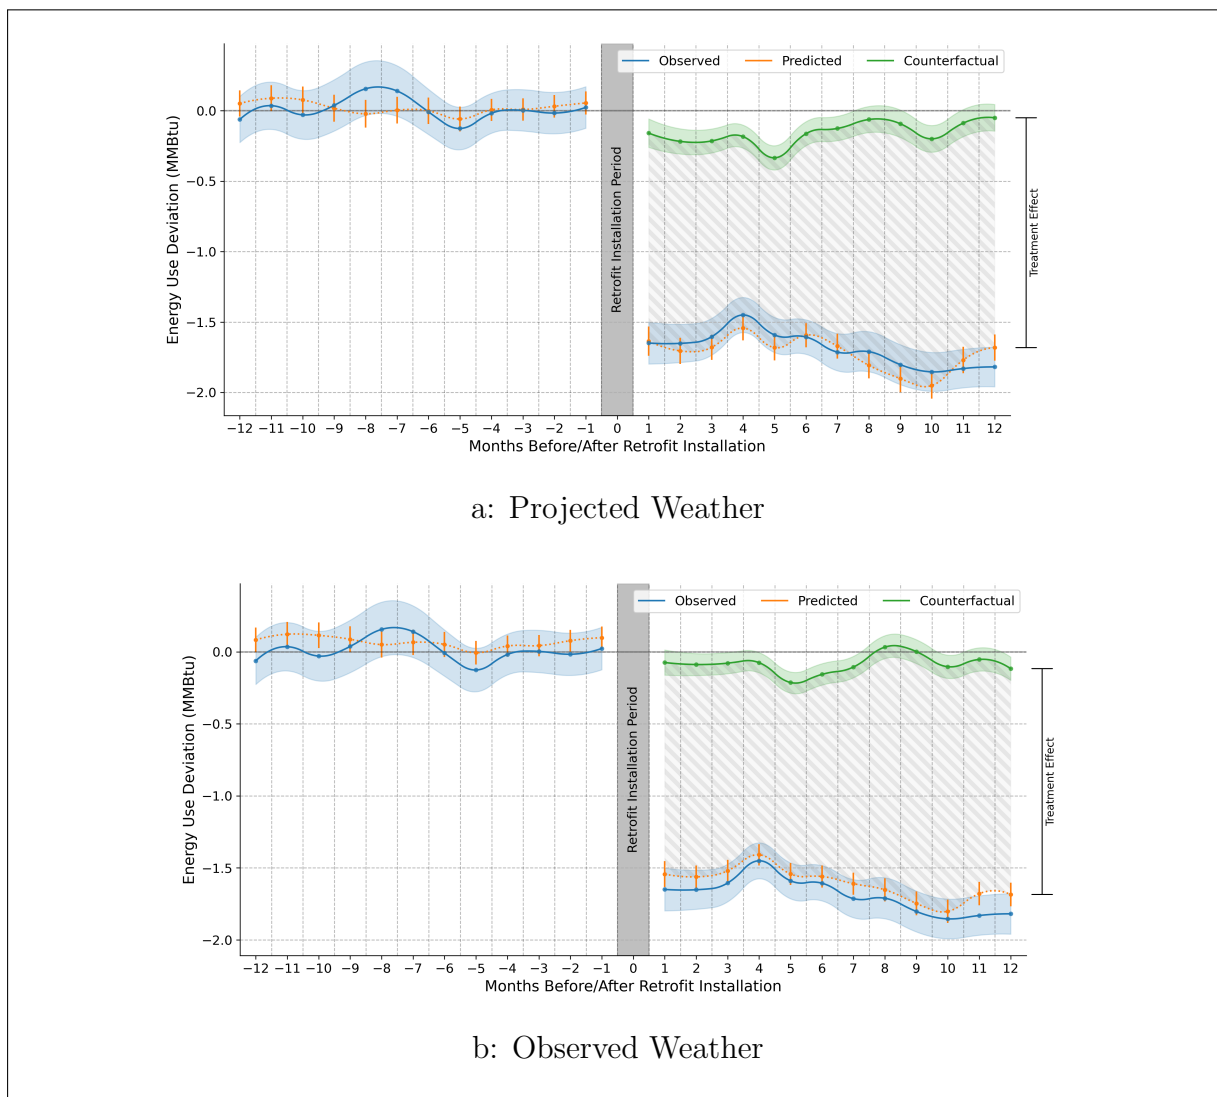 Observed Predicted Counterfactual
0.0
−0.5
−1.0
−1.5
−2.0
Energy Use Deviation (MMBtu)
Retrofit Installation Period
Treatment Effect
−12 −11 −10 −9 −8 −7 −6 −5 −4 −3 −2 −1 0 1 2 3 4 5 6 7 8 9 10 11 12
Months Before/After Retrofit Installation
a: Projected Weather
Observed Predicted Counterfactual
0.0
−0.5
−1.0
−1.5
−2.0
Energy Use Deviation (MMBtu)
Retrofit Installation Period
Treatment Effect
−12 −11 −10 −9 −8 −7 −6 −5 −4 −3 −2 −1 0 1 2 3 4 5 6 7 8 9 10 11 12
Months Before/After Retrofit Installation
b: Observed Weather